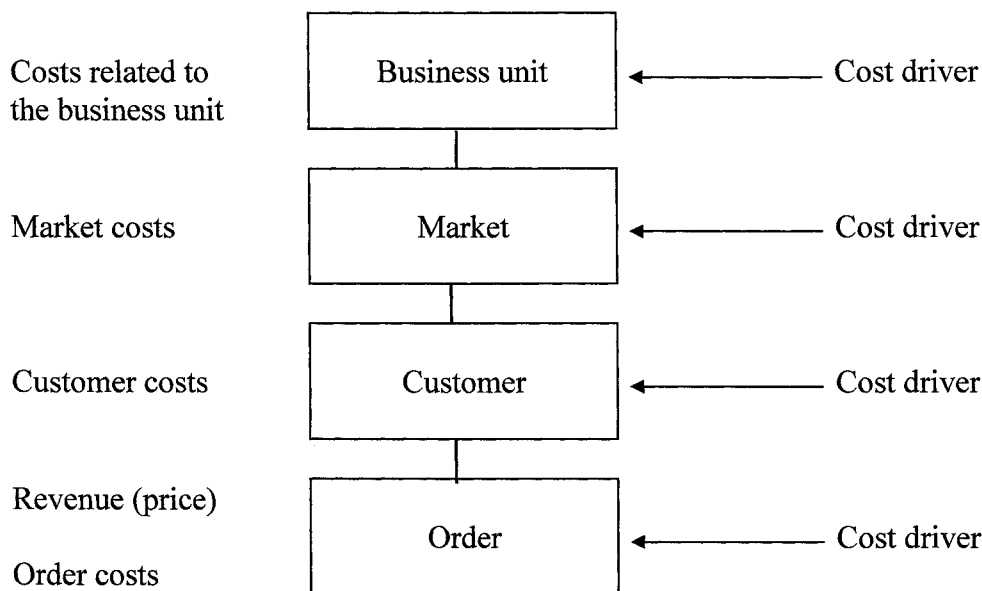 Costs related to
the business unit
Business unit
Cost driver
Market costs
Market
Cost driver
Customer costs
Customer
Cost driver
Revenue (price)
Order
Cost driver
Order costs